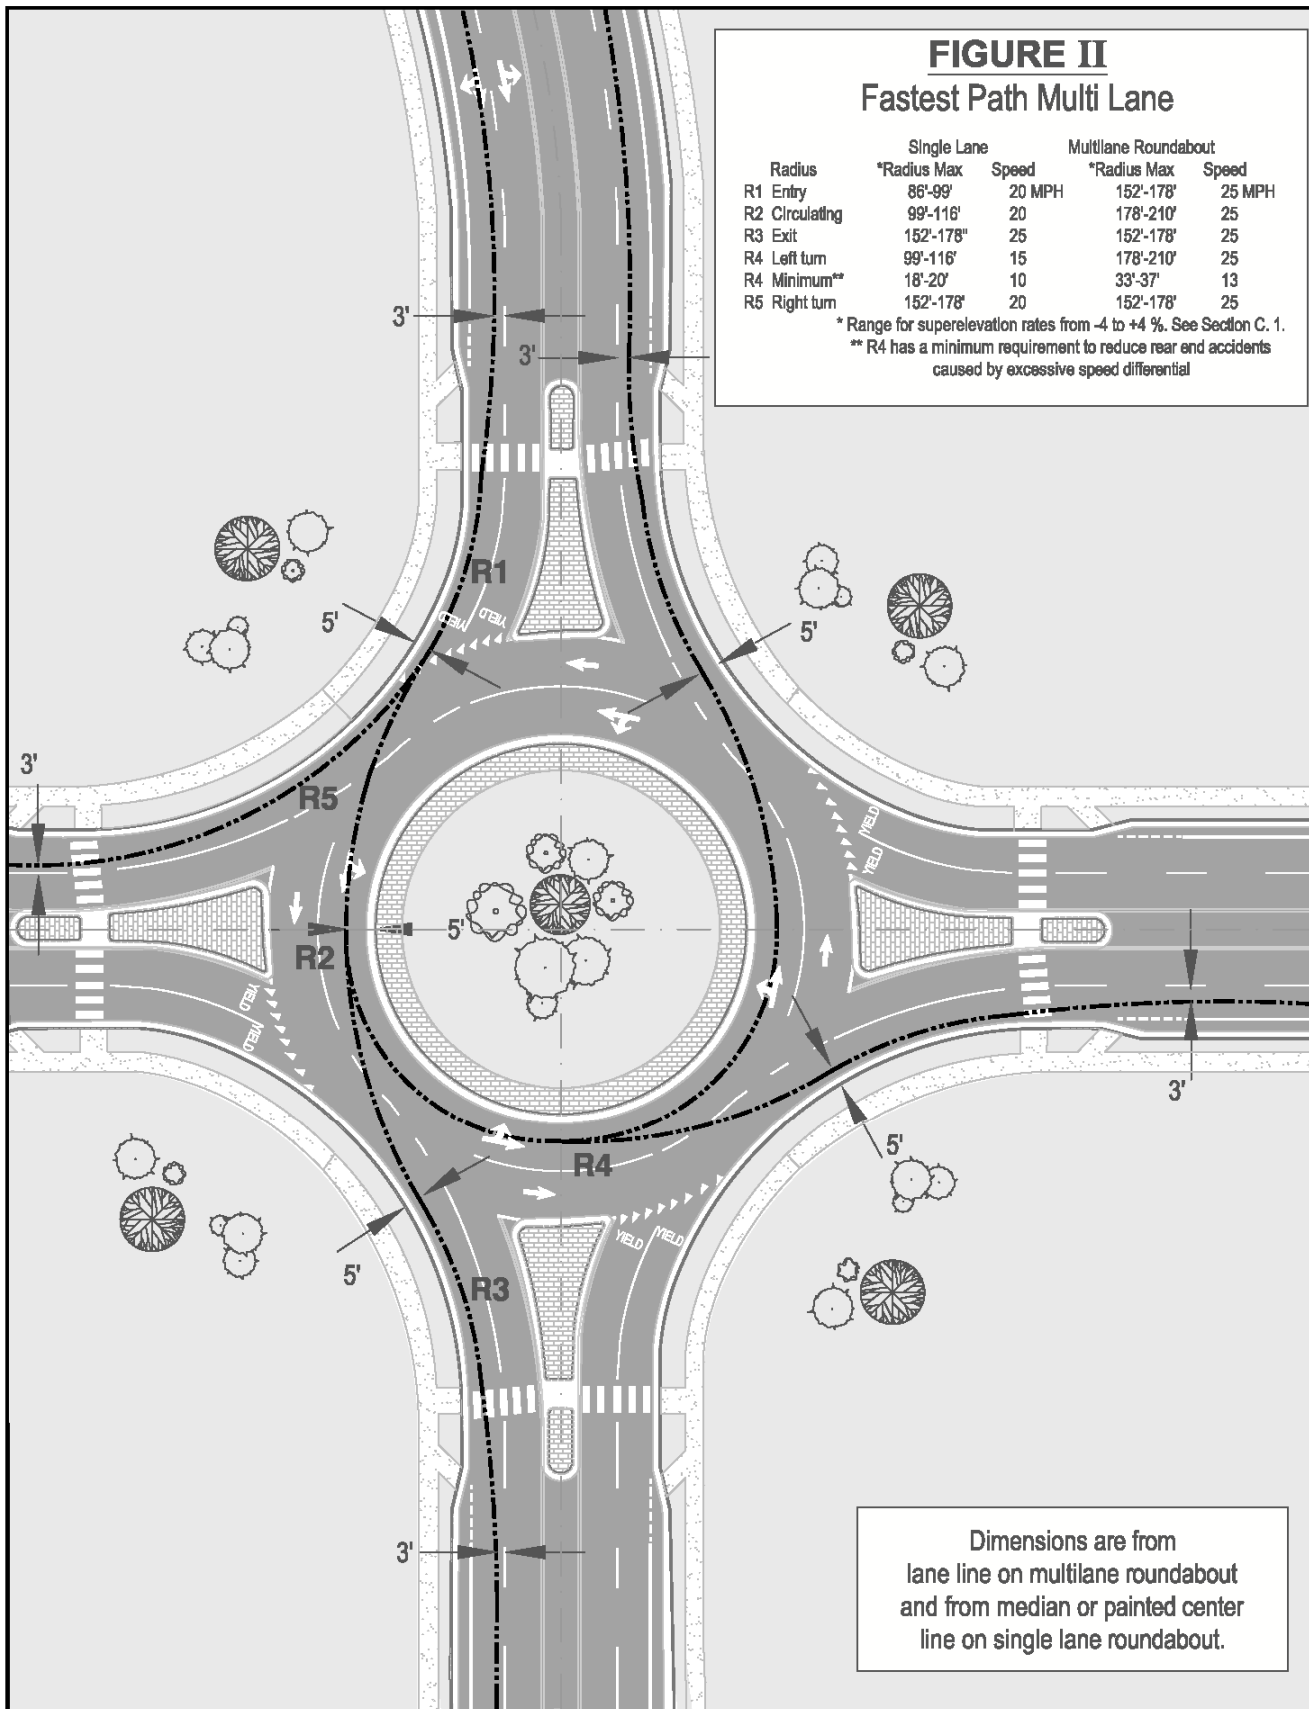 FIGURE II
Fastest Path Multi Lane
Single Lane Multilane Roundabout
Radius *Radius Max Speed *Radius Max Speed
R1 Entry 86'-99' 20 MPH 152'-178' 25 MPH
R2 Circulating 99'-116' 20 178'-210' 25
R3 Exit 152'-178" 25 152'-178' 25
R4 Left turn 99'-116' 15 178'-210' 25
R4 Minimum** 18'-20' 10 33'-37' 13
R5 Right turn 152'-178' 20 152'-178' 25
* Range for superelevation rates from -4 to +4 %. See Section C. 1.
** R4 has a minimum requirement to reduce rear end accidents
caused by excessive speed differential
3'
3'
R1
5'
YIELD
YIELD
5'
3'
R5
YIELD
YIELD
5'
R2
YIELD
YIELD
3'
5'
R4
YIELD
YIELD
5'
R3
3'
Dimensions are from
lane line on multilane roundabout
and from median or painted center
line on single lane roundabout.